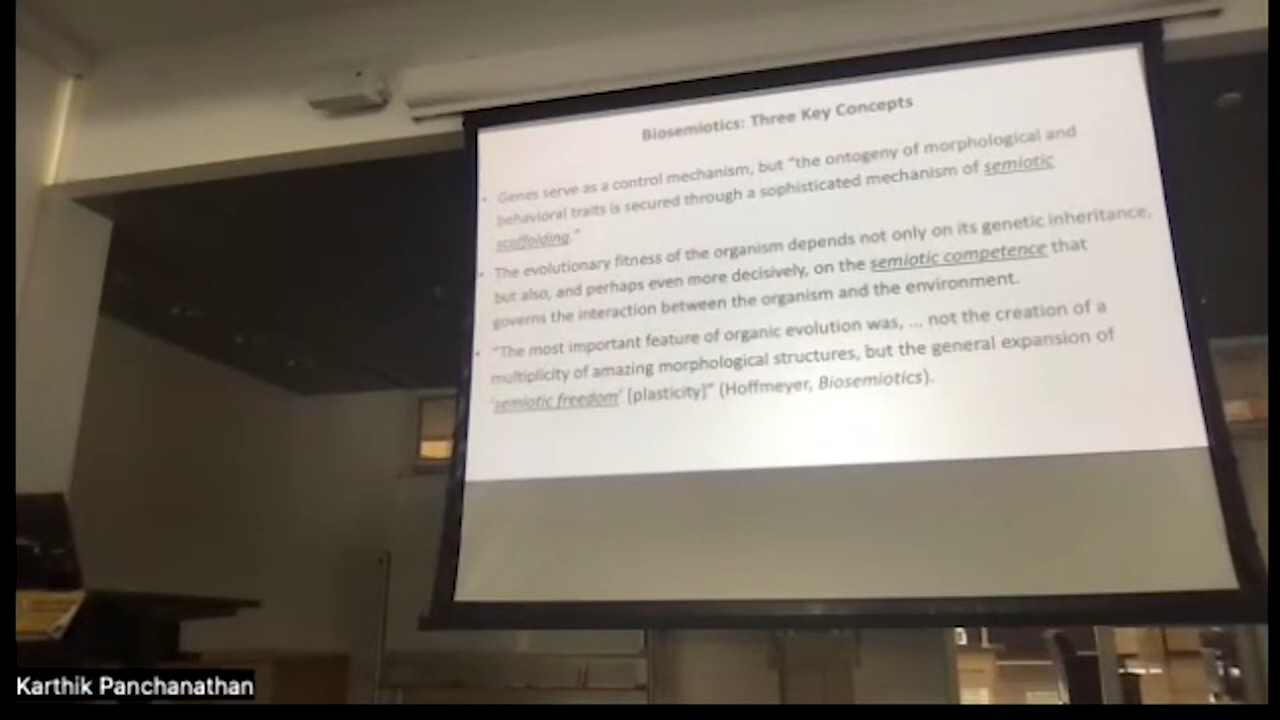 Biosemiotics: Three Key Concepts
• Genes serve as a control mechanism, but "the ontogeny of morphological and
behavioral traits is secured through a sophisticated mechanism of semiotic
scaffolding."
• The evolutionary fitness of the organism depends not only on its genetic inheritance,
but also, and perhaps even more decisively, on the semiotic competence that
governs the interaction between the organism and the environment.
• "The most important feature of organic evolution was, ... not the creation of a
multiplicity of amazing morphological structures, but the general expansion of
'semiotic freedom' [plasticity]" (Hoffmeyer, Biosemiotics).
Karthik Panchanathan